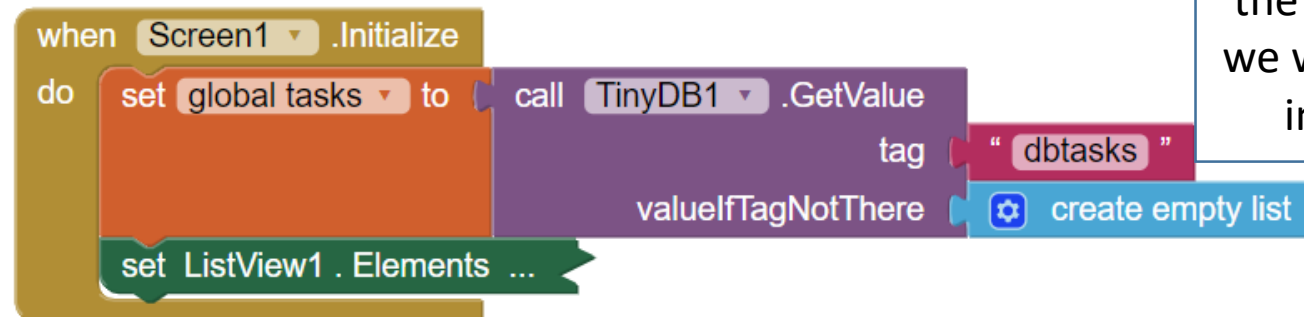 when Screen1 .Initialize
do set global tasks to call TinyDB1 .GetValue
tag " dbtasks "
valueIfTagNotThere create empty list
set ListView1 . Elements ...
the
we